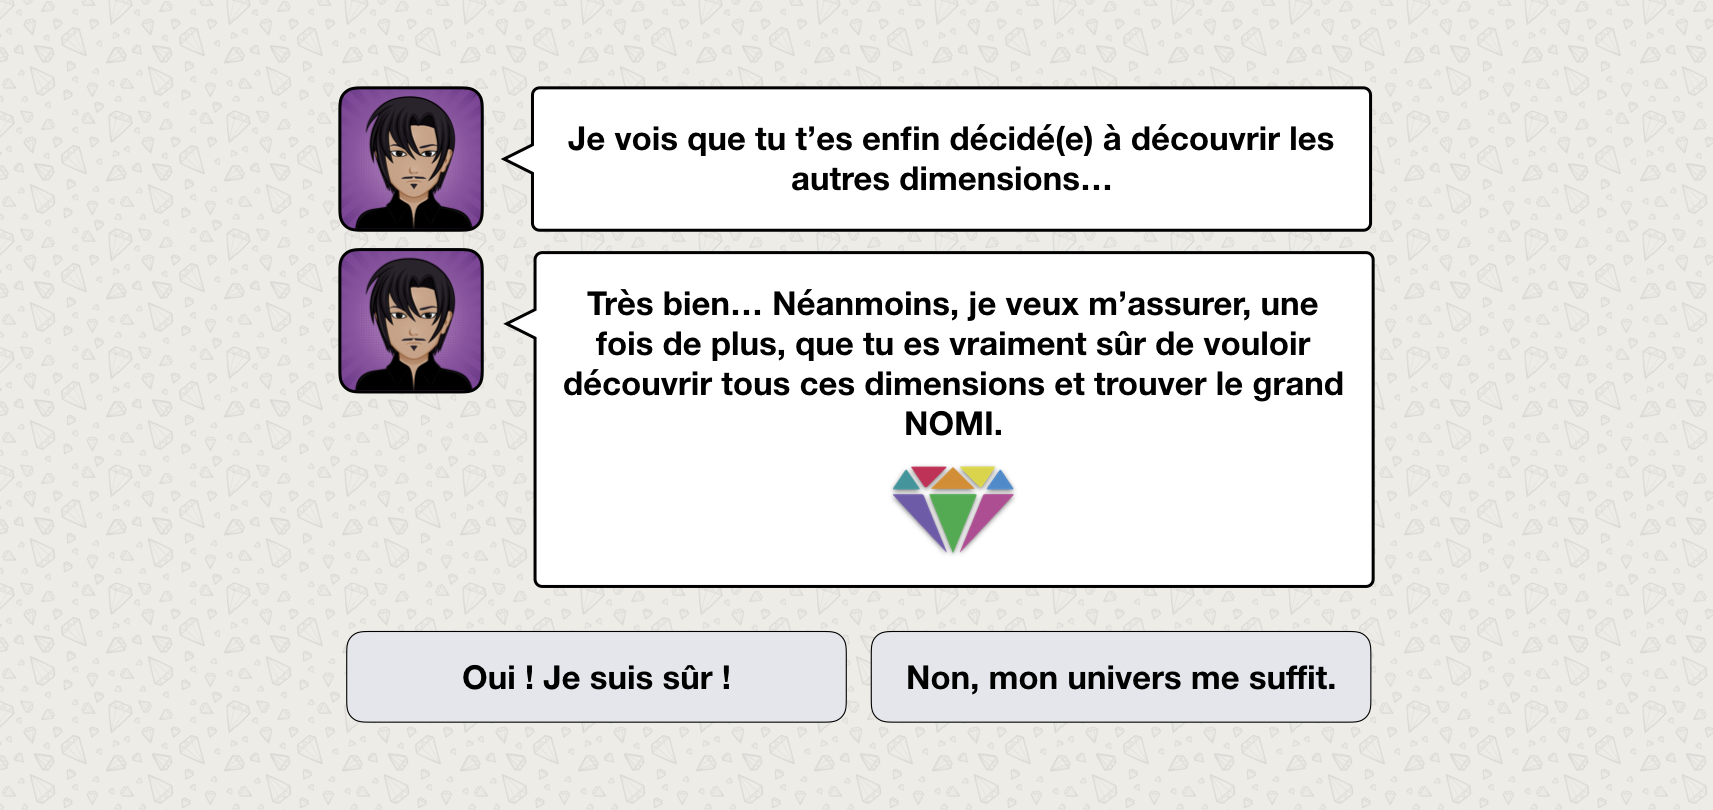 Je vois que tu t’es enfin décidé(e) à découvrir les
autres dimensions…
Très bien… Néanmoins, je veux m’assurer, une
fois de plus, que tu es vraiment sûr de vouloir
découvrir tous ces dimensions et trouver le grand
NOMI.
Oui ! Je suis sûr !
Non, mon univers me suffit.